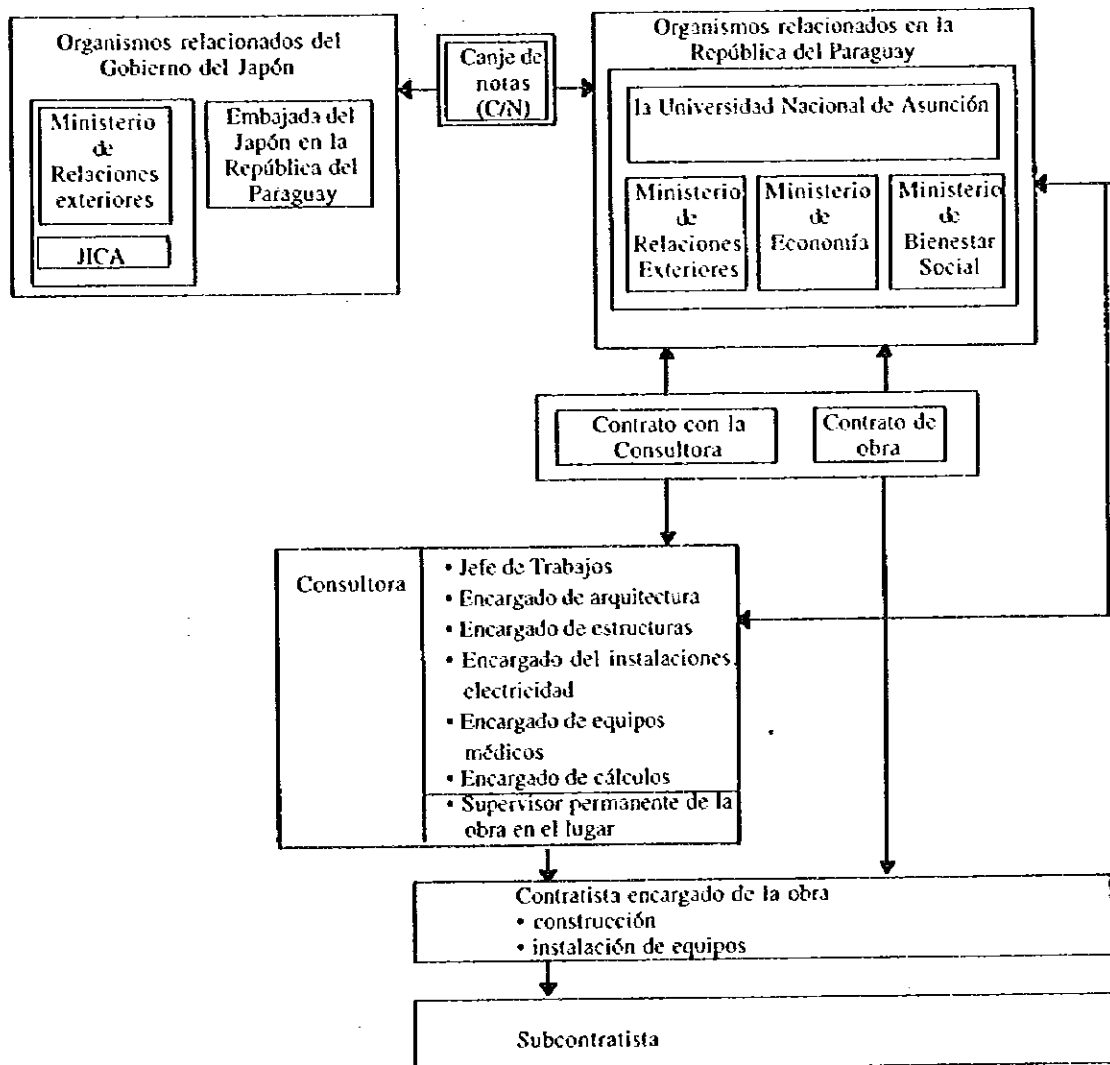 Organismos relacionados del
Gobierno del Japón
Ministerio
de
Relaciones
exteriores
JICA
Embajada del
Japón en la
República del
Paraguay
Canje de
notas
(C/N)
Organismos relacionados en la
República del Paraguay
la Universidad Nacional de Asunción
Ministerio
de
Relaciones
Exteriores
Ministerio
de
Economía
Ministerio
de
Bienestar
Social
Contrato con la
Consultora
Contrato de
obra
Consultora
• Jefe de Trabajos
• Encargado de arquitectura
• Encargado de estructuras
• Encargado del instalaciones,
electricidad
• Encargado de equipos
médicos
• Encargado de cálculos
• Supervisor permanente de la
obra en el lugar
Contratista encargado de la obra
• construcción
• instalación de equipos
Subcontratista